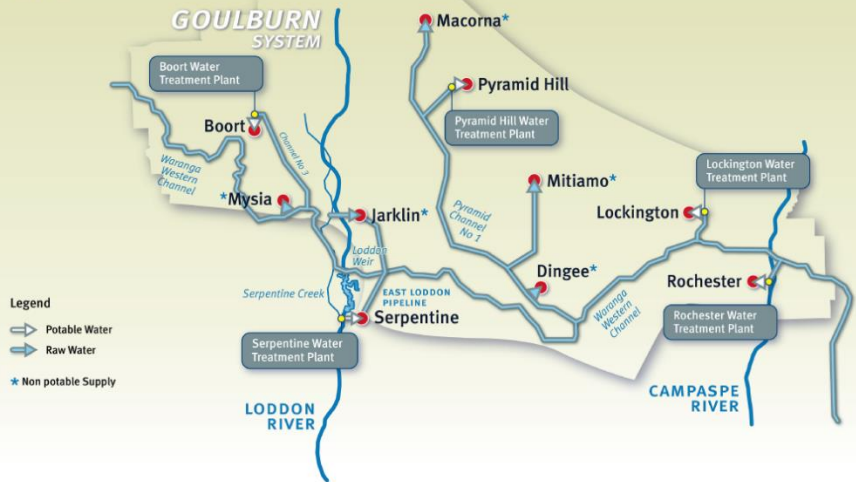 GOULBURN
SYSTEM
Macorna*
Boort Water
Treatment Plant
Pyramid Hill
Pyramid Hill Water
Treatment Plant
Boort
Channel No 3
Lockington Water
Treatment Plant
Waranga
Western
Channel
*Mysia
Mitiamo*
Jarklin*
Pyramid
Channel
No 1
Lockington
Loddon
Weir
Dingee*
Rochester
Serpentine Creek
EAST LODDON
PIPELINE
Waranga
Western
Channel
Legend
Potable Water
Raw Water
* Non potable Supply
Serpentine
Rochester Water
Treatment Plant
Serpentine Water
Treatment Plant
LODDON
RIVER
CAMPASPE
RIVER